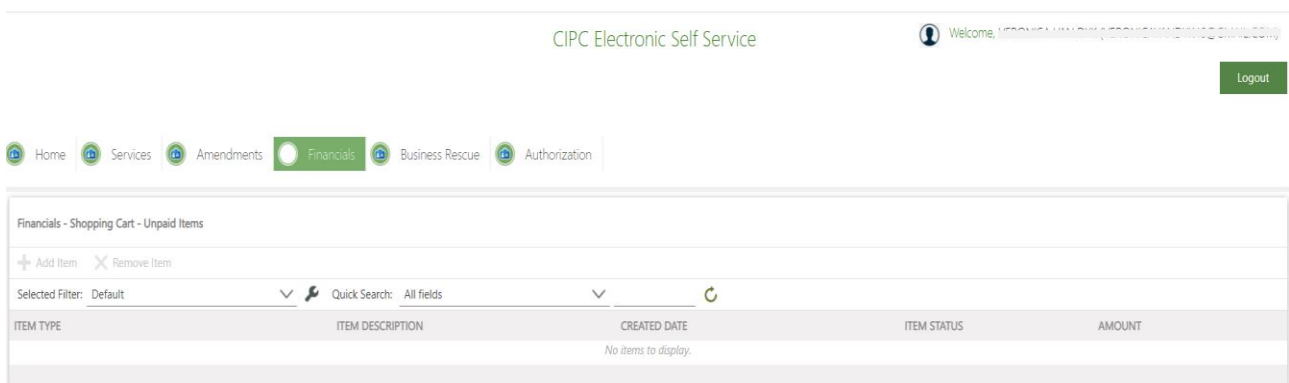 CIPC Electronic Self Service
Welcome,
Logout
Home Services Amendments Financials Business Rescue Authorization
Financials - Shopping Cart - Unpaid Items
Add Item Remove Item
Selected Filter: Default Quick Search: All fields
ITEM TYPE ITEM DESCRIPTION CREATED DATE ITEM STATUS AMOUNT
No items to display.